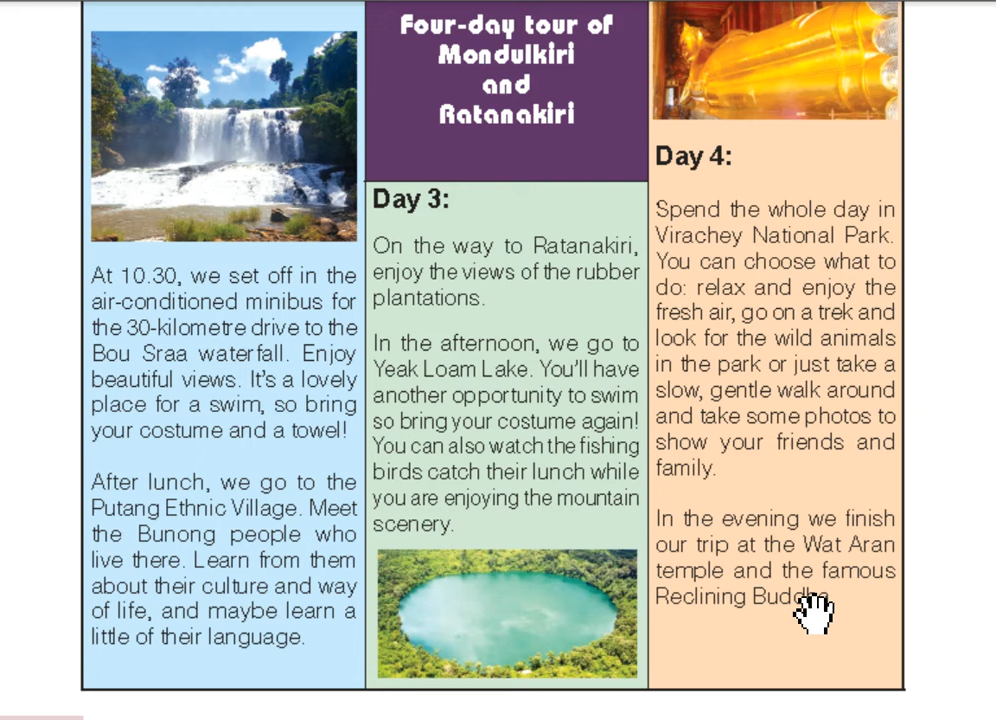 At 10.30, we set off in the
air-conditioned minibus for
the 30-kilometre drive to the
Bou Sraa waterfall. Enjoy
beautiful views. It's a lovely
place for a swim, so bring
your costume and a towel!
After lunch, we go to the
Putang Ethnic Village. Meet
the Bunong people who
live there. Learn from them
about their culture and way
of life, and maybe learn a
little of their language.
Four-day tour of
Mondulkiri
and
Ratanakiri
Day 3:
On the way to Ratanakiri,
enjoy the views of the rubber
plantations.
In the afternoon, we go to
Yeak Loam Lake. You'll have
another opportunity to swim
so bring your costume again!
You can also watch the fishing
birds catch their lunch while
you are enjoying the mountain
scenery.
Day 4:
Spend the whole day in
Virachey National Park.
You can choose what to
do: relax and enjoy the
fresh air, go on a trek and
look for the wild animals
in the park or just take a
slow, gentle walk around
and take some photos to
show your friends and
family.
In the evening we finish
our trip at the Wat Aran
temple and the famous
Reclining Buddha.